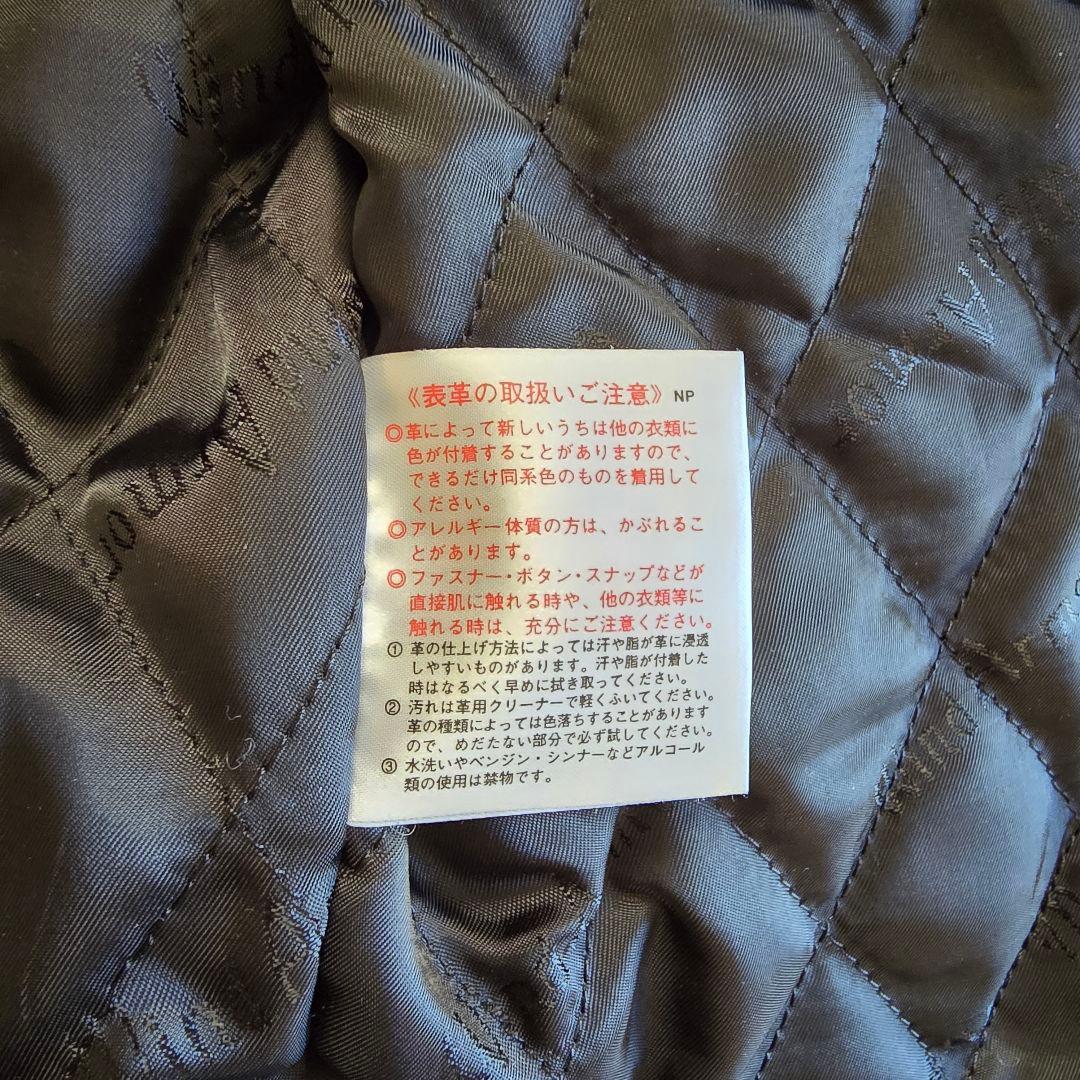 《表革の取扱いご注意》 NP
◎革によって新しいうちは他の衣類に
色が付着することがありますので、
できるだけ同系色のものを着用して
ください。
◎アレルギー体質の方は、かぶれるこ
とがあります。
◎ファスナー・ボタン・スナップなどが
直接肌に触れる時や、他の衣類等に
触れる時は、充分にご注意ください。
① 革の仕上げ方法によっては汗や脂が革に浸透
しやすいものがあります。汗や脂が付着した
時はなるべく早めに拭き取ってください。
② 汚れは革用クリーナーで軽くふいてください。
革の種類によっては色落ちすることがあります
ので、めだたない部分で必ず試してください。
③ 水洗いやベンジン・シンナーなどアルコール
類の使用は禁物です。